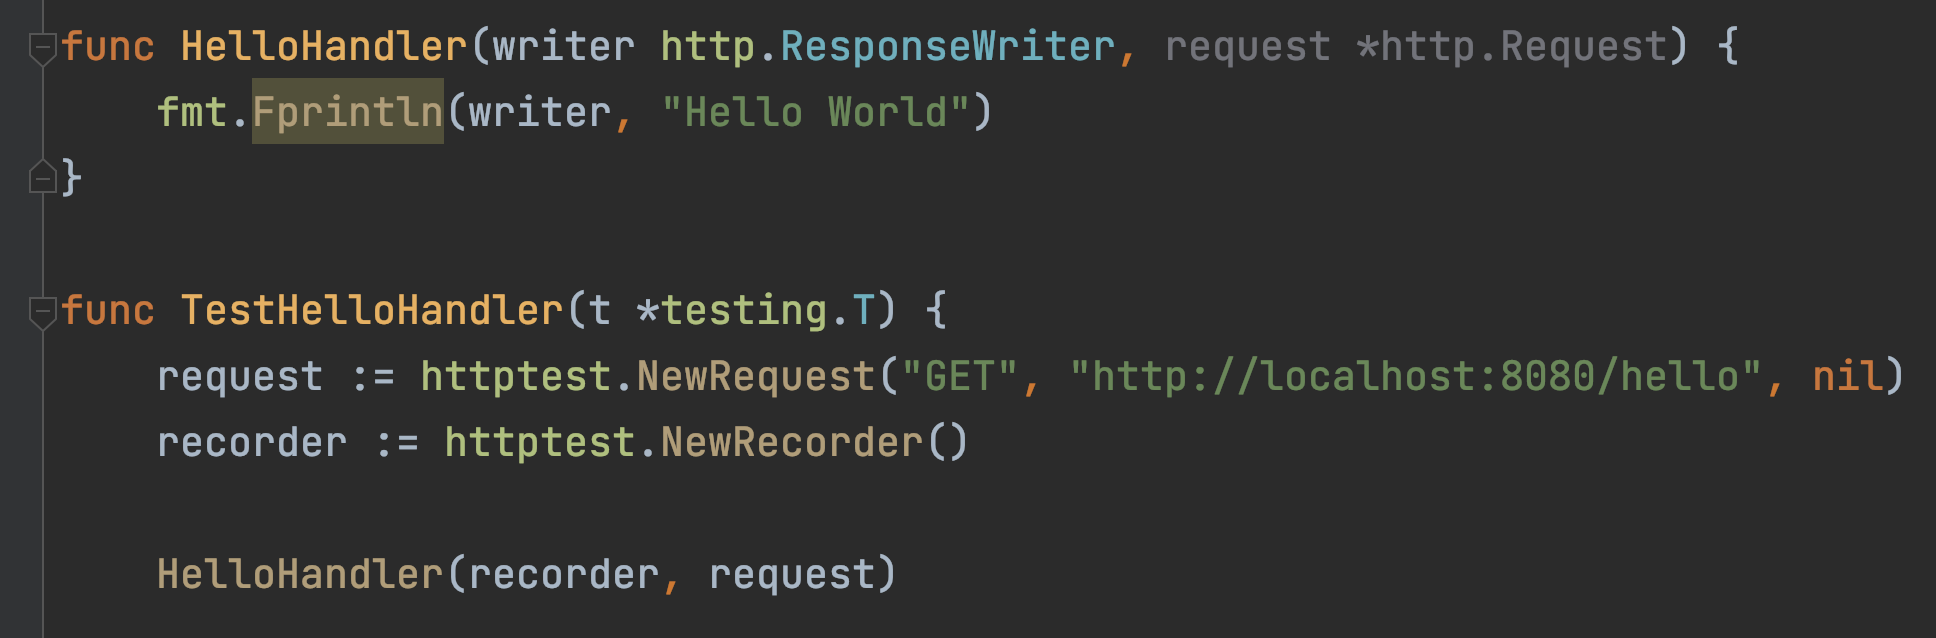 func HelloHandler(writer http.ResponseWriter, request *http.Request) {
    fmt.Fprintln(writer, "Hello World")
}
func TestHelloHandler(t *testing.T) {
    request := httptest.NewRequest("GET", "http://localhost:8080/hello", nil)
    recorder := httptest.NewRecorder()
    HelloHandler(recorder, request)